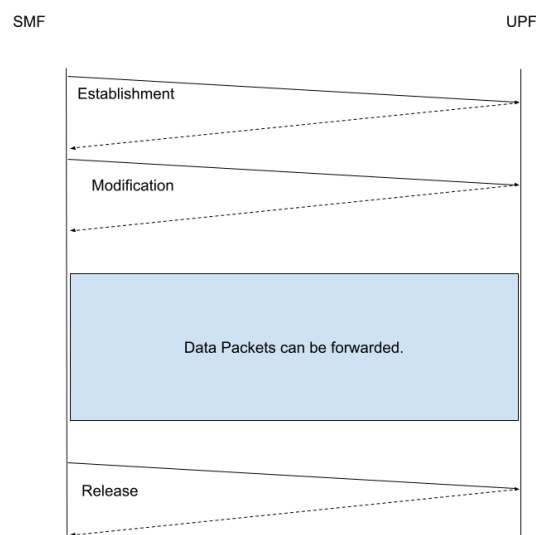 SMF
UPF
Establishment
Modification
Data Packets can be forwarded.
Release